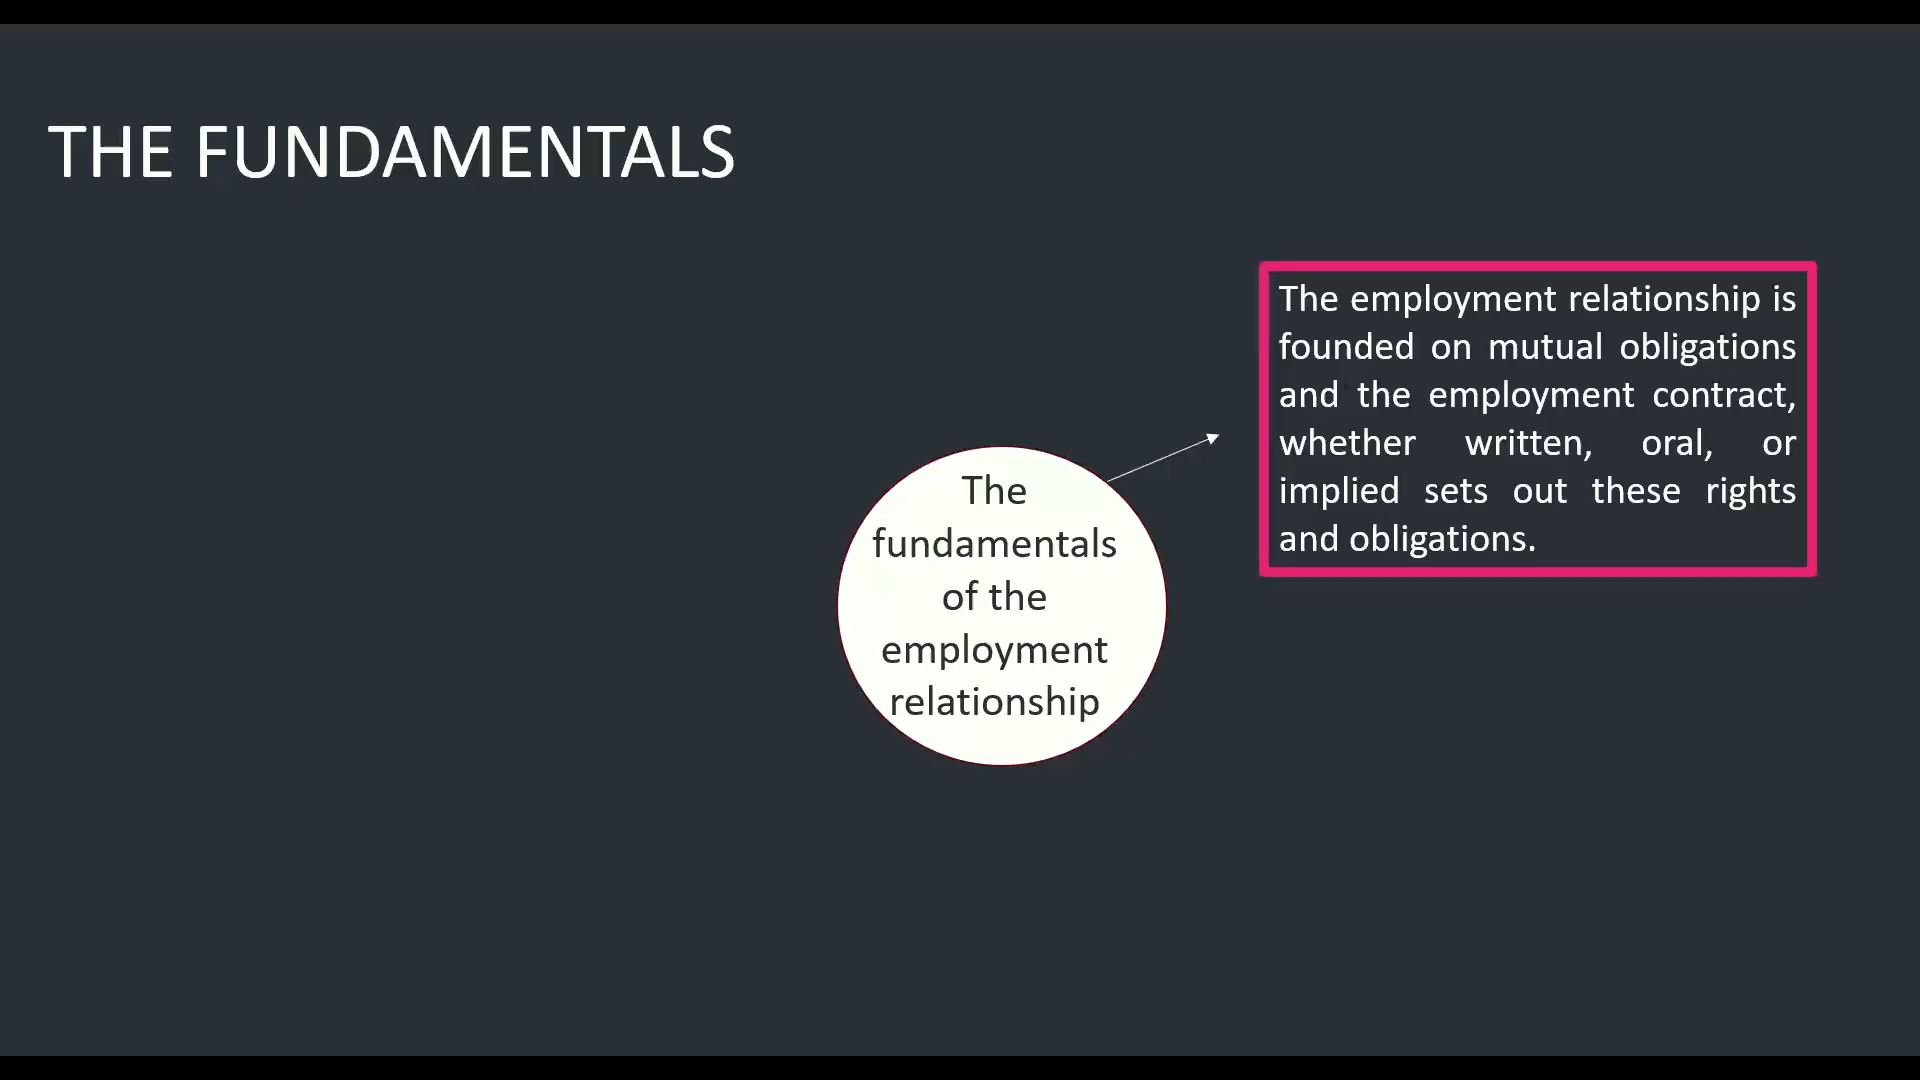 THE FUNDAMENTALS
The employment relationship is
founded on mutual obligations
and the employment contract,
whether written, oral, or
implied sets out these rights
and obligations.
The
fundamentals
of the
employment
relationship